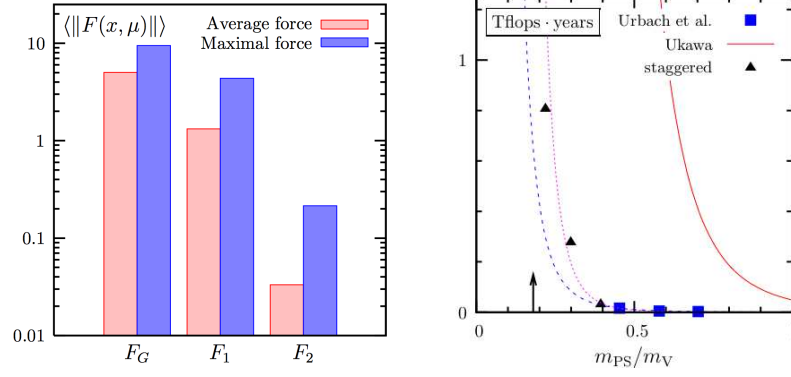 ⟨‖F(x, μ)‖⟩
Average force
Maximal force
10
1
0.1
0.01
F_G
F_1
F_2
Tflops · years
Urbach et al.
Ukawa
staggered
1
0
0
0.5
m_PS/m_V